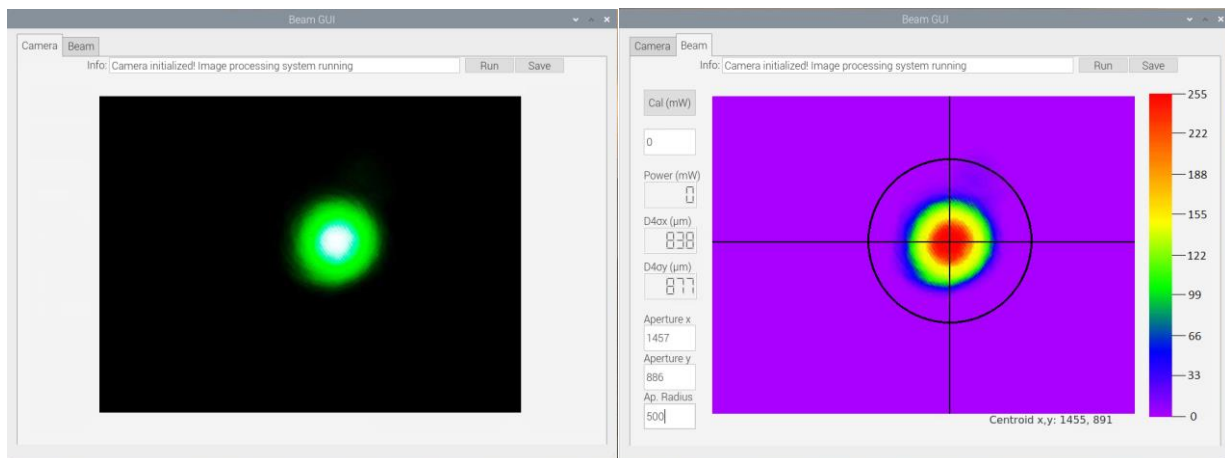 Beam GUI
Camera Beam
Info: Camera initialized! Image processing system running Run Save
Beam GUI
Camera Beam
Info: Camera initialized! Image processing system running Run Save
Cal (mW)
0
Power (mW)
0
D4σx (µm)
838
D4σy (µm)
877
Aperture x
1457
Aperture y
886
Ap. Radius
500
255
222
188
155
122
99
66
33
0
Centroid x,y: 1455, 891